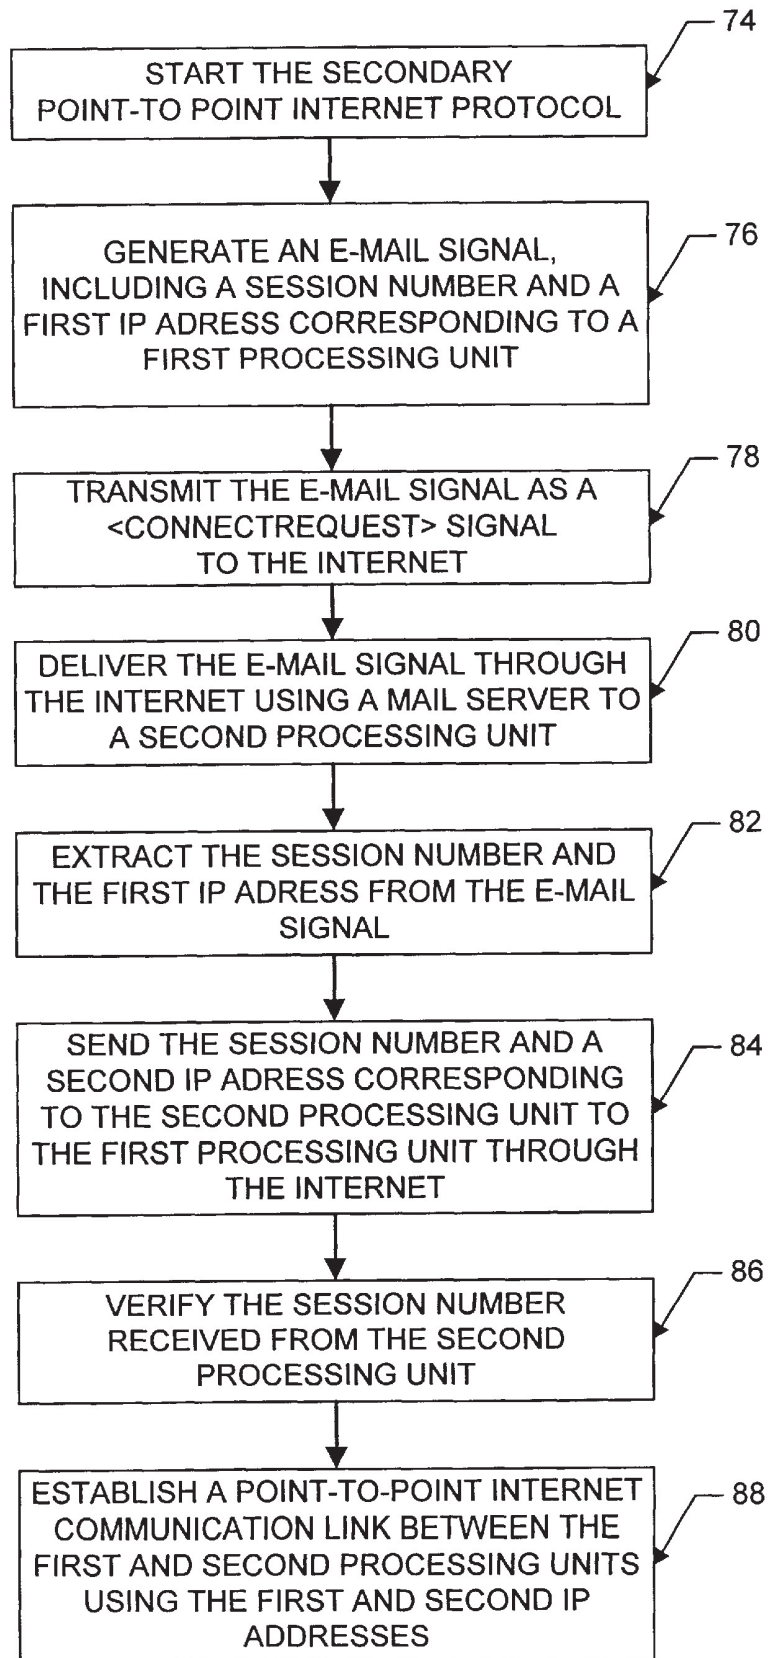 74
START THE SECONDARY
POINT-TO POINT INTERNET PROTOCOL
76
GENERATE AN E-MAIL SIGNAL,
INCLUDING A SESSION NUMBER AND A
FIRST IP ADRESS CORRESPONDING TO A
FIRST PROCESSING UNIT
78
TRANSMIT THE E-MAIL SIGNAL AS A
<CONNECTREQUEST> SIGNAL
TO THE INTERNET
80
DELIVER THE E-MAIL SIGNAL THROUGH
THE INTERNET USING A MAIL SERVER TO
A SECOND PROCESSING UNIT
82
EXTRACT THE SESSION NUMBER AND
THE FIRST IP ADRESS FROM THE E-MAIL
SIGNAL
84
SEND THE SESSION NUMBER AND A
SECOND IP ADRESS CORRESPONDING
TO THE SECOND PROCESSING UNIT TO
THE FIRST PROCESSING UNIT THROUGH
THE INTERNET
86
VERIFY THE SESSION NUMBER
RECEIVED FROM THE SECOND
PROCESSING UNIT
88
ESTABLISH A POINT-TO-POINT INTERNET
COMMUNICATION LINK BETWEEN THE
FIRST AND SECOND PROCESSING UNITS
USING THE FIRST AND SECOND IP
ADDRESSES